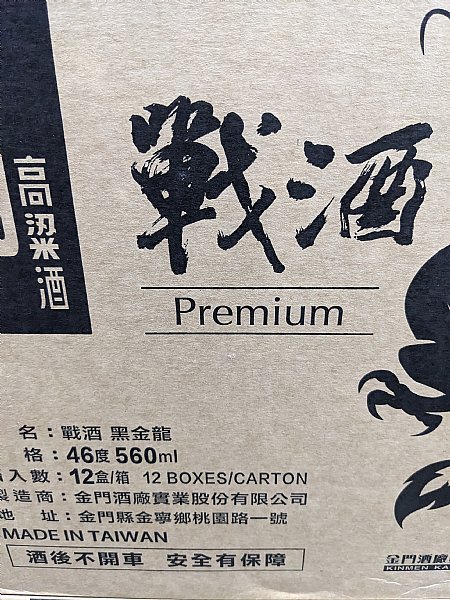 高粱酒
戰酒
Premium
名：戰酒 黑金龍
格：46度 560ml
入數：12盒/箱 12 BOXES/CARTON
製造商：金門酒廠實業股份有限公司
地 址：金門縣金寧鄉桃園路一號
MADE IN TAIWAN
酒後不開車 安全有保障
金門酒廠
KINMEN KA